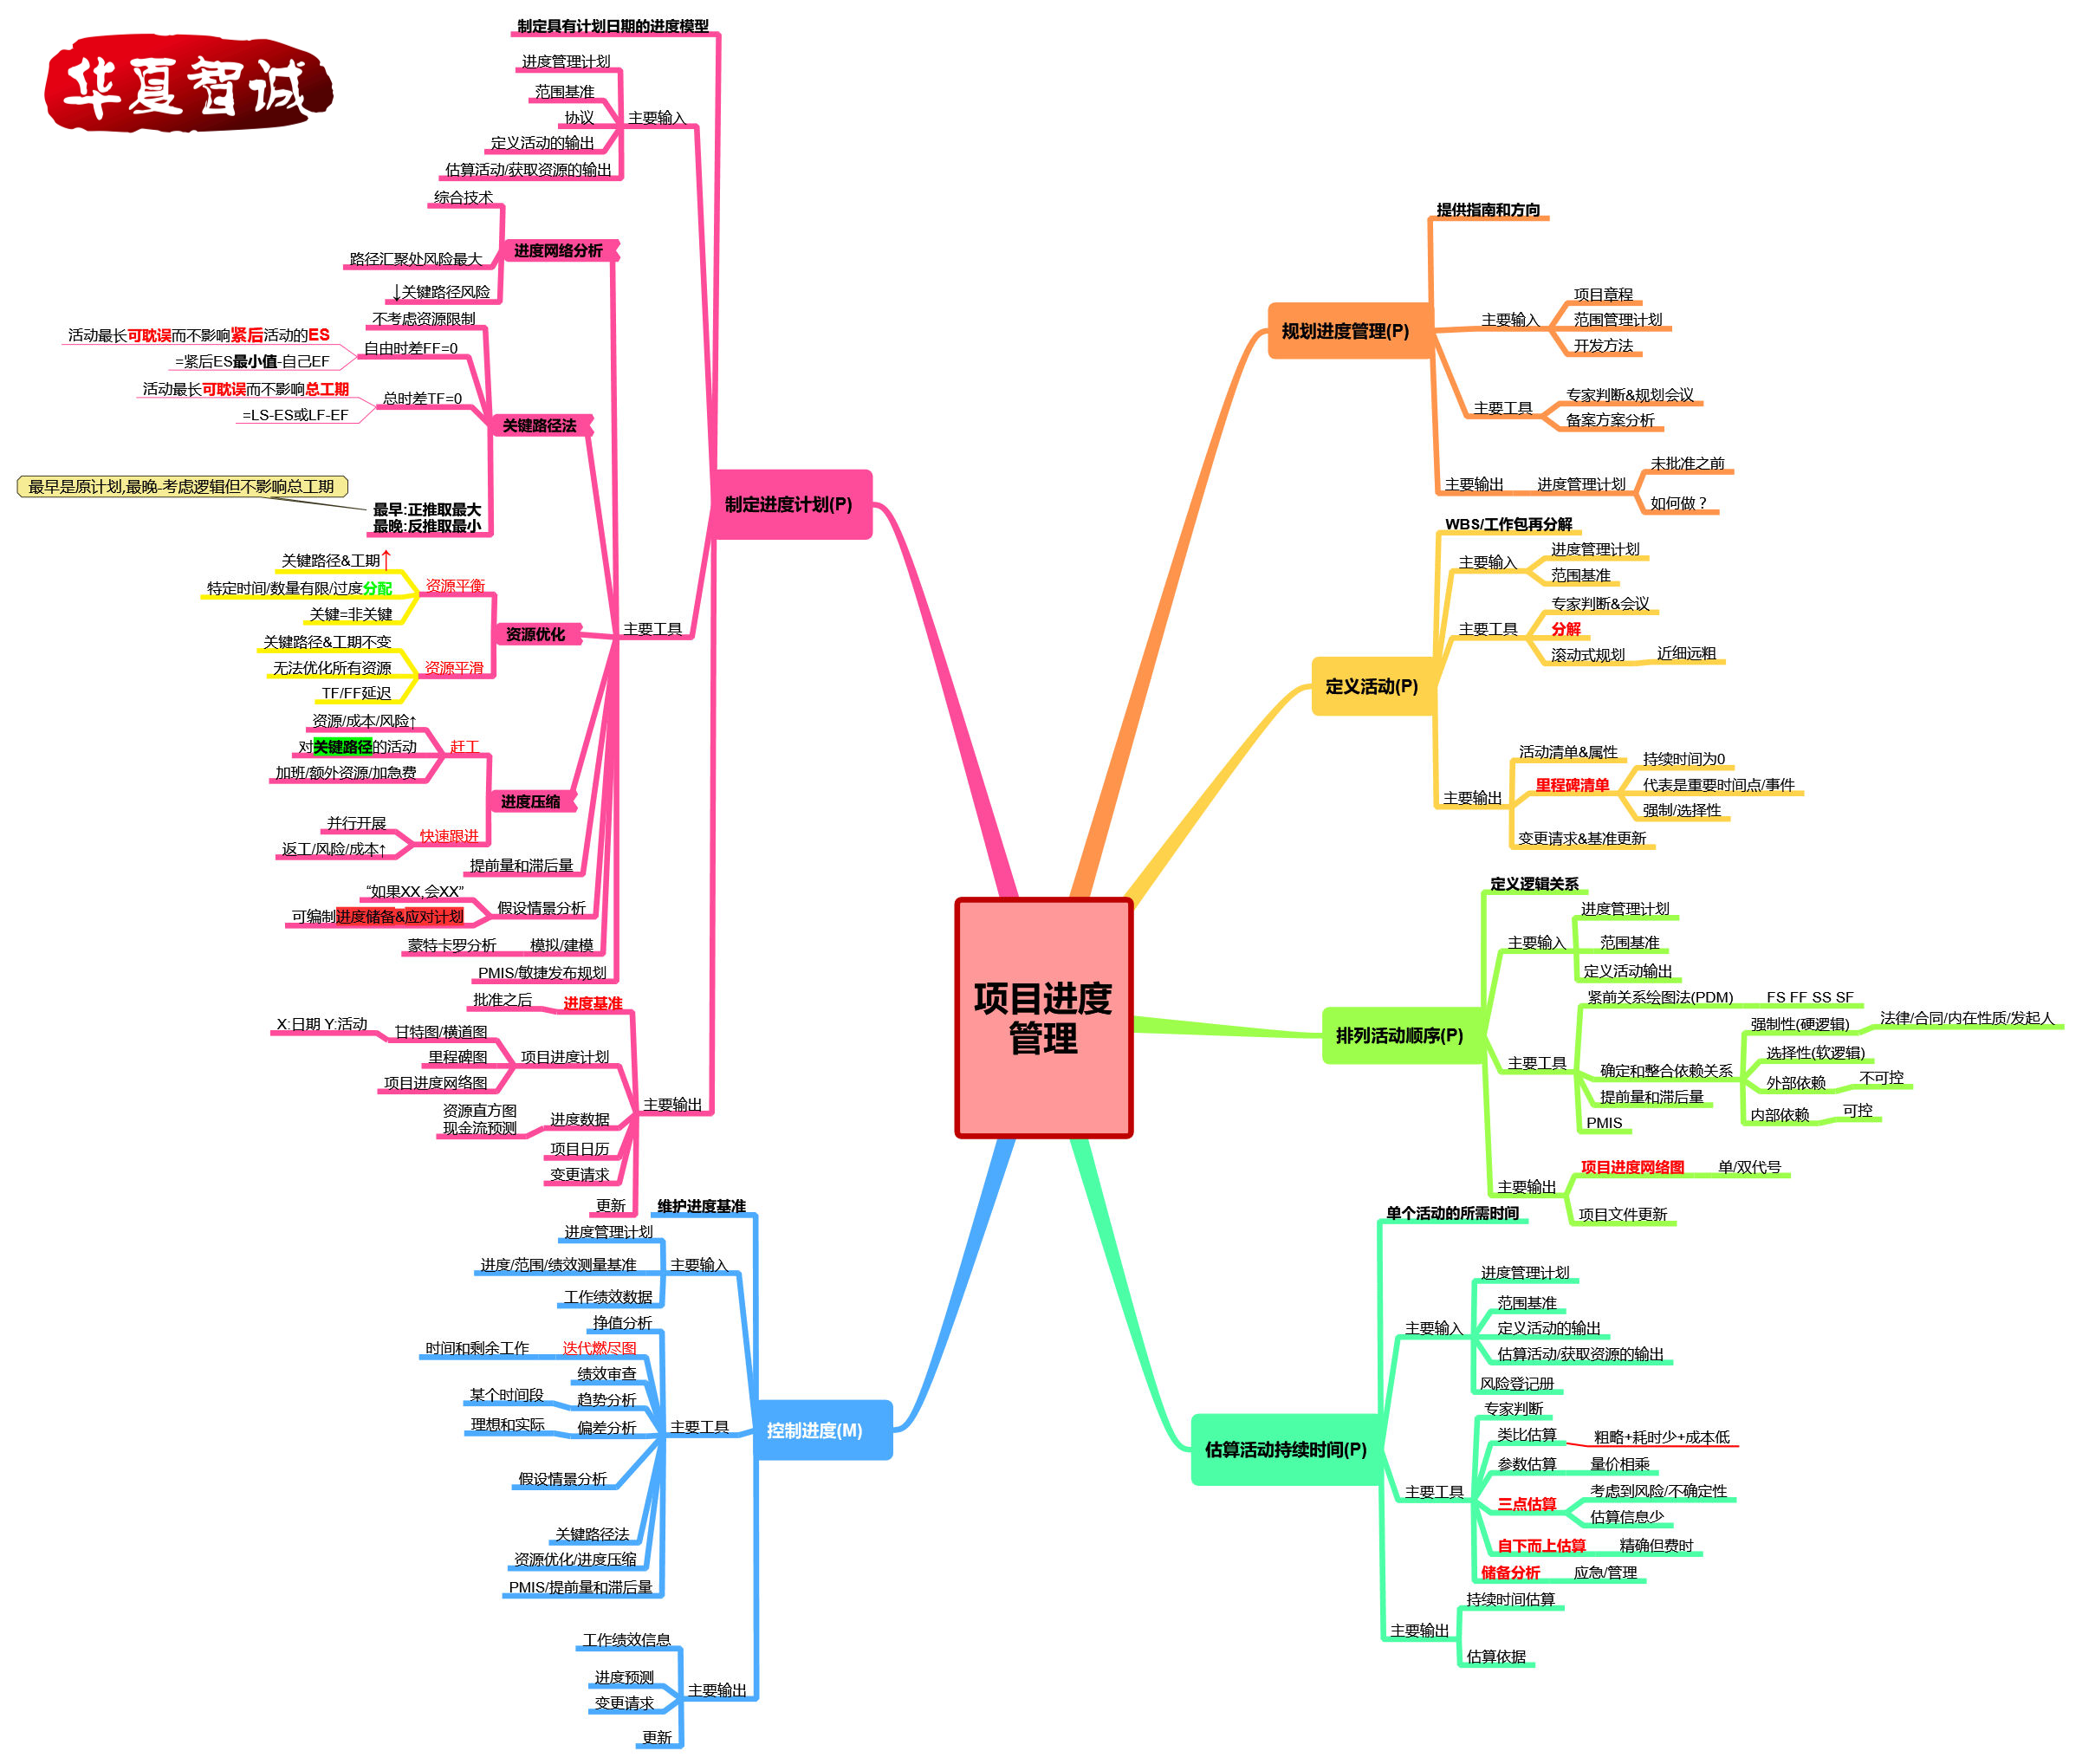 华夏智诚
项目进度
管理
规划进度管理(P)
提供指南和方向
主要输入
项目章程
范围管理计划
开发方法
主要工具
专家判断&规划会议
备案方案分析
主要输出
进度管理计划
未批准之前
如何做？
定义活动(P)
WBS/工作包再分解
主要输入
进度管理计划
范围基准
主要工具
专家判断&会议
分解
滚动式规划
近细远粗
主要输出
活动清单&属性
里程碑清单
持续时间为0
代表是重要时间点/事件
强制/选择性
变更请求&基准更新
排列活动顺序(P)
定义逻辑关系
主要输入
进度管理计划
范围基准
定义活动输出
主要工具
紧前关系绘图法(PDM)
FS FF SS SF
确定和整合依赖关系
强制性(硬逻辑)
法律/合同/内在性质/发起人
选择性(软逻辑)
外部依赖
不可控
内部依赖
可控
提前量和滞后量
PMIS
主要输出
项目进度网络图
单/双代号
项目文件更新
估算活动持续时间(P)
单个活动的所需时间
主要输入
进度管理计划
范围基准
定义活动的输出
估算活动/获取资源的输出
风险登记册
主要工具
专家判断
类比估算
粗略+耗时少+成本低
参数估算
量价相乘
三点估算
考虑到风险/不确定性
估算信息少
自下而上估算
精确但费时
储备分析
应急/管理
主要输出
持续时间估算
估算依据
制定进度计划(P)
制定具有计划日期的进度模型
主要输入
进度管理计划
范围基准
协议
定义活动的输出
估算活动/获取资源的输出
主要工具
进度网络分析
综合技术
路径汇聚处风险最大
↓关键路径风险
关键路径法
不考虑资源限制
自由时差FF=0
活动最长可耽误而不影响紧后活动的ES
=紧后ES最小值-自己EF
总时差TF=0
活动最长可耽误而不影响总工期
=LS-ES或LF-EF
最早:正推取最大
最晚:反推取最小
最早是原计划,最晚-考虑逻辑但不影响总工期
资源优化
资源平衡
关键路径&工期↑
特定时间/数量有限/过度分配
关键=非关键
资源平滑
关键路径&工期不变
无法优化所有资源
TF/FF延迟
进度压缩
赶工
资源/成本/风险↑
对关键路径的活动
加班/额外资源/加急费
快速跟进
并行开展
返工/风险/成本↑
提前量和滞后量
假设情景分析
“如果XX,会XX”
可编制进度储备&应对计划
模拟/建模
蒙特卡罗分析
PMIS/敏捷发布规划
主要输出
进度基准
批准之后
项目进度计划
甘特图/横道图
X:日期 Y:活动
里程碑图
项目进度网络图
进度数据
资源直方图
现金流预测
项目日历
变更请求
更新
控制进度(M)
维护进度基准
主要输入
进度管理计划
进度/范围/绩效测量基准
工作绩效数据
主要工具
挣值分析
迭代燃尽图
时间和剩余工作
绩效审查
趋势分析
某个时间段
偏差分析
理想和实际
假设情景分析
关键路径法
资源优化/进度压缩
PMIS/提前量和滞后量
主要输出
工作绩效信息
进度预测
变更请求
更新